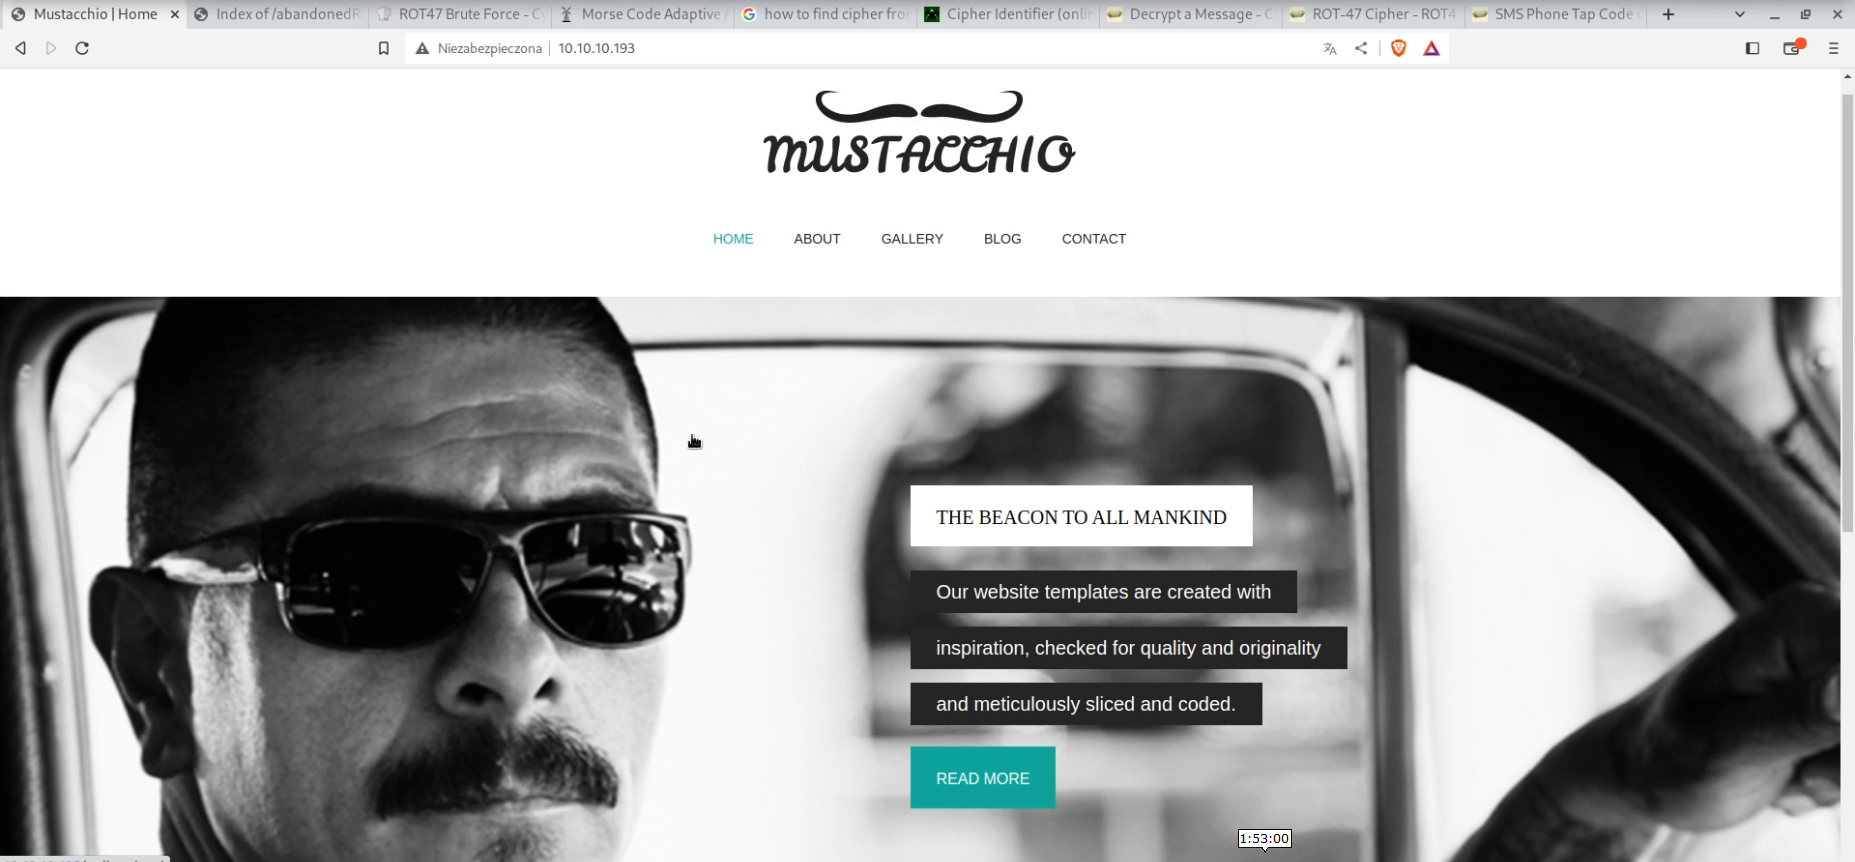 Mustacchio | Home
Index of /abandonedR
ROT47 Brute Force - Cy
Morse Code Adaptive
how to find cipher fro
Cipher Identifier (onlin
Decrypt a Message - C
ROT-47 Cipher - ROT4
SMS Phone Tap Code
Niezabezpieczona
10.10.10.193
MUSTACCHIO
HOME ABOUT GALLERY BLOG CONTACT
THE BEACON TO ALL MANKIND
Our website templates are created with
inspiration, checked for quality and originality
and meticulously sliced and coded.
READ MORE
1:53:00